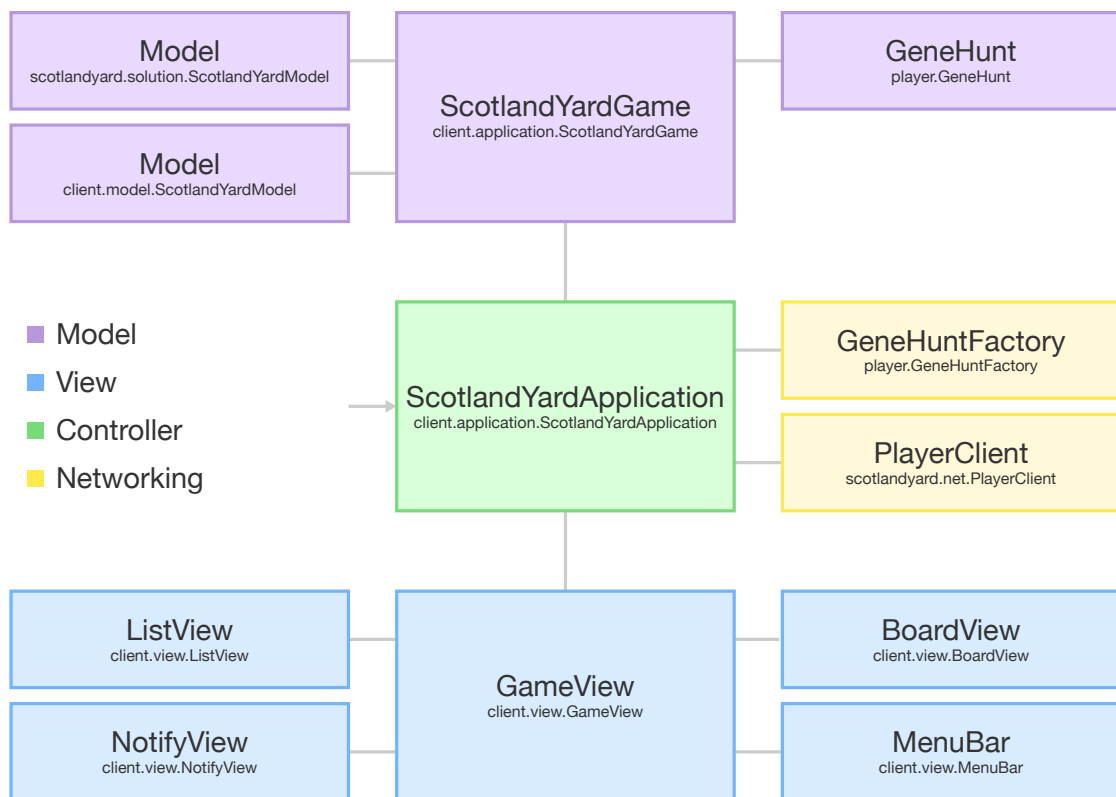 Model
scotlandyard.solution.ScotlandYardModel
GeneHunt
player.GeneHunt
ScotlandYardGame
client.application.ScotlandYardGame
Model
client.model.ScotlandYardModel
Model
View
Controller
Networking
ScotlandYardApplication
client.application.ScotlandYardApplication
GeneHuntFactory
player.GeneHuntFactory
PlayerClient
scotlandyard.net.PlayerClient
ListView
client.view.ListView
BoardView
client.view.BoardView
GameView
client.view.GameView
NotifyView
client.view.NotifyView
MenuBar
client.view.MenuBar